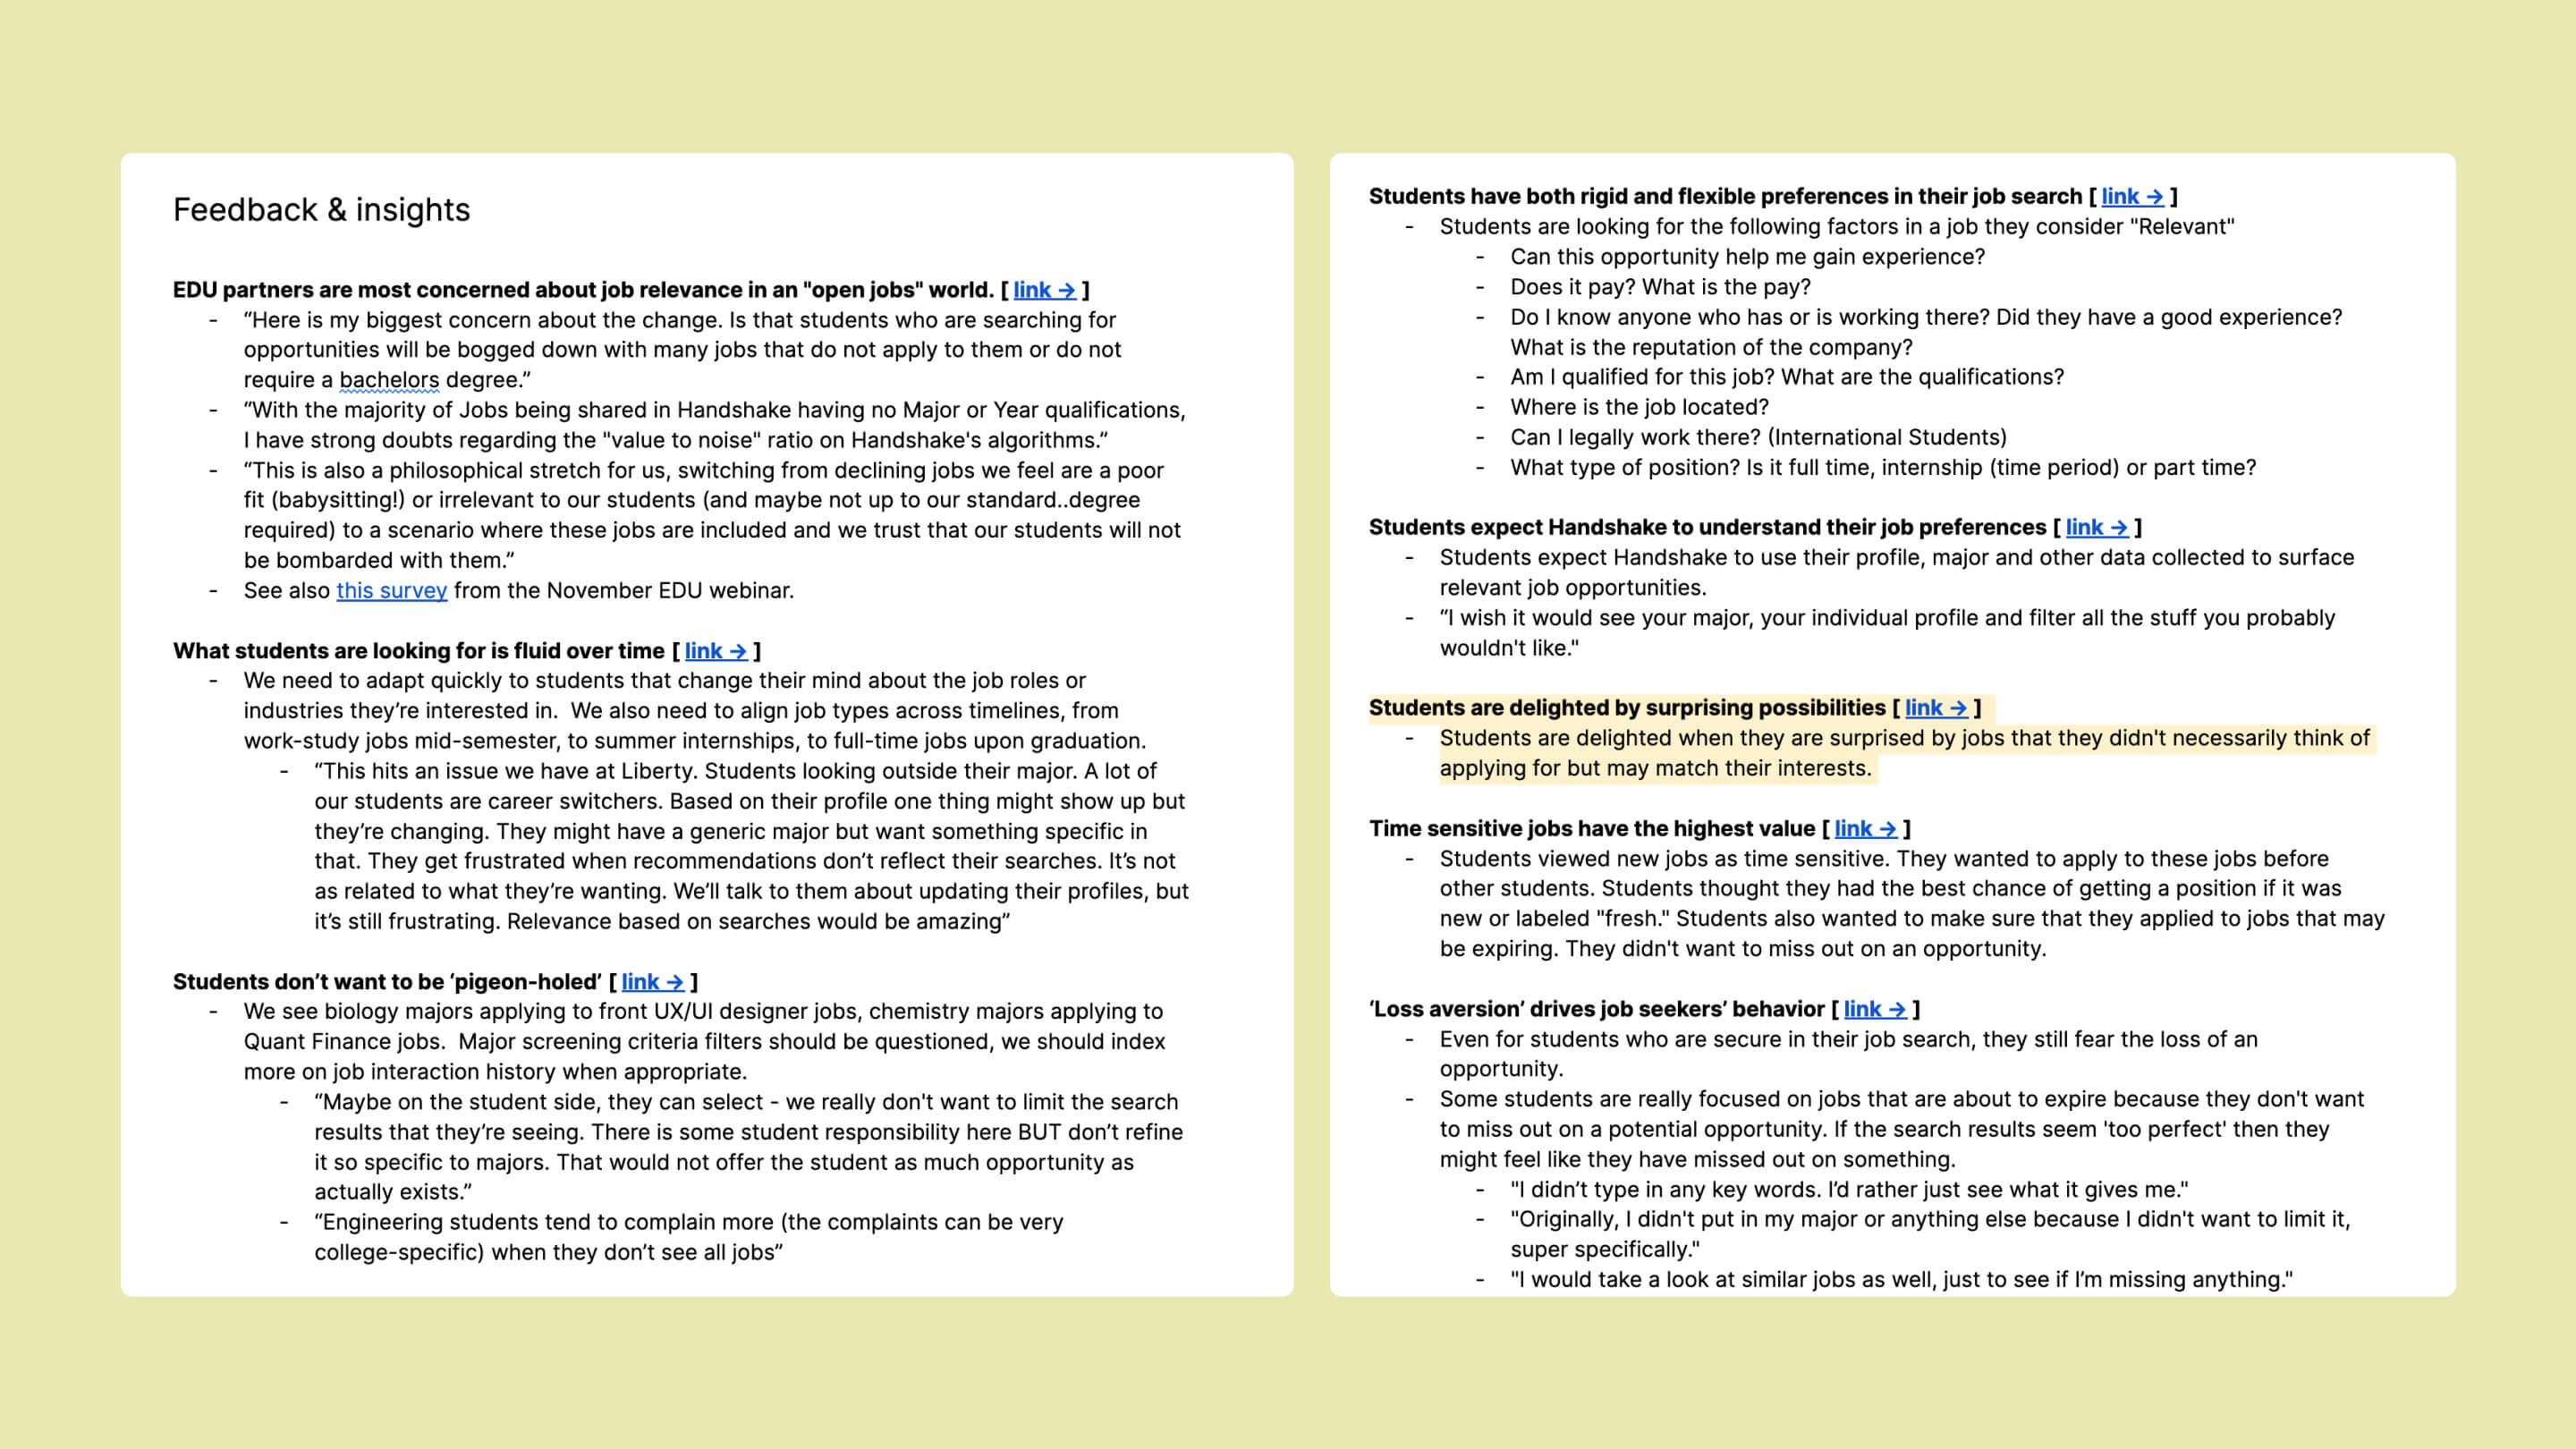 Feedback & insights
EDU partners are most concerned about job relevance in an "open jobs" world. [ link → ]
- “Here is my biggest concern about the change. Is that students who are searching for
opportunities will be bogged down with many jobs that do not apply to them or do not
require a bachelors degree.”
- “With the majority of Jobs being shared in Handshake having no Major or Year qualifications,
I have strong doubts regarding the "value to noise" ratio on Handshake's algorithms.”
- “This is also a philosophical stretch for us, switching from declining jobs we feel are a poor
fit (babysitting!) or irrelevant to our students (and maybe not up to our standard..degree
required) to a scenario where these jobs are included and we trust that our students will not
be bombarded with them.”
- See also this survey from the November EDU webinar.
What students are looking for is fluid over time [ link → ]
- We need to adapt quickly to students that change their mind about the job roles or
industries they’re interested in.  We also need to align job types across timelines, from
work-study jobs mid-semester, to summer internships, to full-time jobs upon graduation.
- “This hits an issue we have at Liberty. Students looking outside their major. A lot of
our students are career switchers. Based on their profile one thing might show up but
they’re changing. They might have a generic major but want something specific in
that. They get frustrated when recommendations don’t reflect their searches. It’s not
as related to what they’re wanting. We’ll talk to them about updating their profiles, but
it’s still frustrating. Relevance based on searches would be amazing”
Students don’t want to be ‘pigeon-holed’ [ link → ]
- We see biology majors applying to front UX/UI designer jobs, chemistry majors applying to
Quant Finance jobs.  Major screening criteria filters should be questioned, we should index
more on job interaction history when appropriate.
- “Maybe on the student side, they can select - we really don't want to limit the search
results that they’re seeing. There is some student responsibility here BUT don’t refine
it so specific to majors. That would not offer the student as much opportunity as
actually exists.”
- “Engineering students tend to complain more (the complaints can be very
college-specific) when they don’t see all jobs”
Students have both rigid and flexible preferences in their job search [ link → ]
- Students are looking for the following factors in a job they consider "Relevant"
- Can this opportunity help me gain experience?
- Does it pay? What is the pay?
- Do I know anyone who has or is working there? Did they have a good experience?
What is the reputation of the company?
- Am I qualified for this job? What are the qualifications?
- Where is the job located?
- Can I legally work there? (International Students)
- What type of position? Is it full time, internship (time period) or part time?
Students expect Handshake to understand their job preferences [ link → ]
- Students expect Handshake to use their profile, major and other data collected to surface
relevant job opportunities.
- “I wish it would see your major, your individual profile and filter all the stuff you probably
wouldn't like."
Students are delighted by surprising possibilities [ link → ]
- Students are delighted when they are surprised by jobs that they didn't necessarily think of
applying for but may match their interests.
Time sensitive jobs have the highest value [ link → ]
- Students viewed new jobs as time sensitive. They wanted to apply to these jobs before
other students. Students thought they had the best chance of getting a position if it was
new or labeled "fresh." Students also wanted to make sure that they applied to jobs that may
be expiring. They didn't want to miss out on an opportunity.
‘Loss aversion’ drives job seekers’ behavior [ link → ]
- Even for students who are secure in their job search, they still fear the loss of an
opportunity.
- Some students are really focused on jobs that are about to expire because they don't want
to miss out on a potential opportunity. If the search results seem 'too perfect' then they
might feel like they have missed out on something.
- "I didn’t type in any key words. I’d rather just see what it gives me."
- "Originally, I didn't put in my major or anything else because I didn't want to limit it,
super specifically."
- "I would take a look at similar jobs as well, just to see if I’m missing anything."